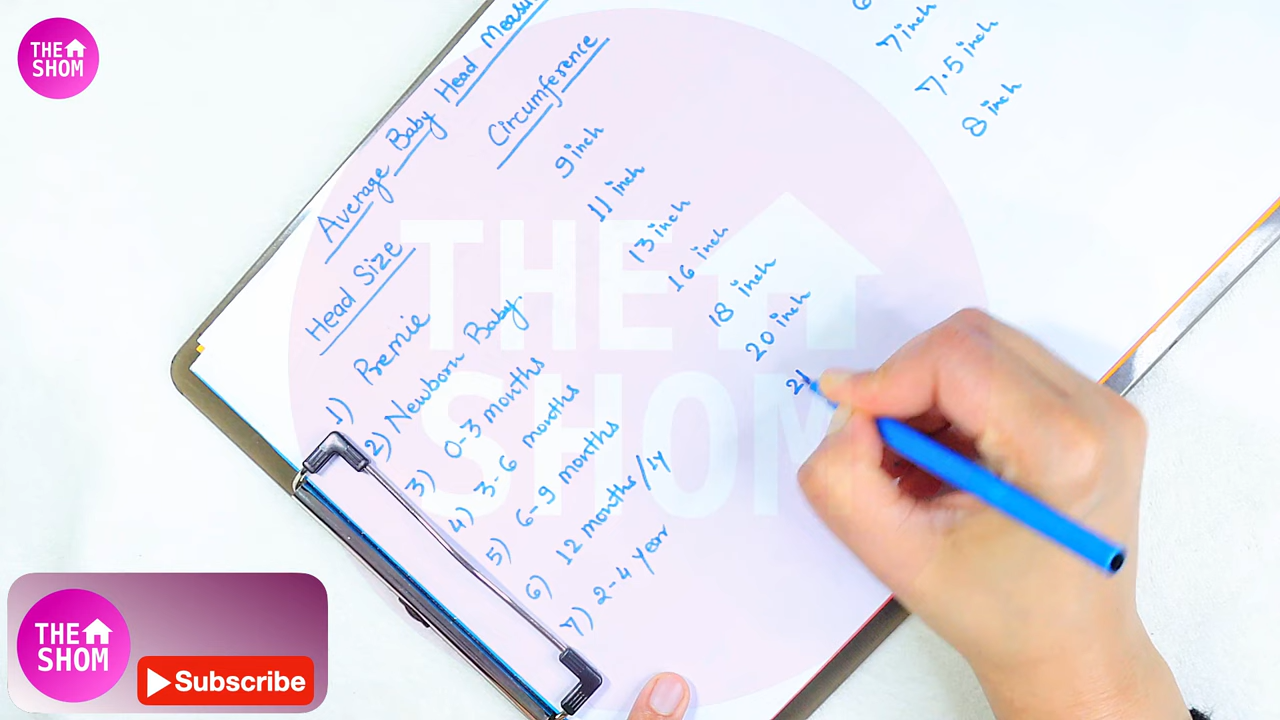 THE SHOM
Average Baby Head
Head Size Circumference
1) Premie 9 inch
2) Newborn Baby 11 inch
3) 0-3 months 13 inch
4) 3-6 months 16 inch 7 inch
5) 6-9 months 18 inch 7.5 inch
6) 12 months/1y 20 inch 8 inch
7) 2-4 year 21
THE
SHOM
THE
SHOM
Subscribe